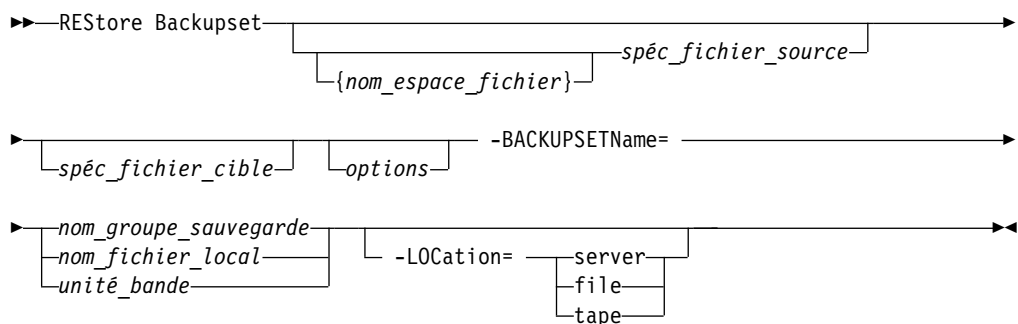 REStore Backupset
spéc_fichier_source
{nom_espace_fichier}
-BACKUPSETName=
spéc_fichier_cible
options
nom_groupe_sauvegarde
nom_fichier_local
unité_bande
-LOCation=
server
file
tape